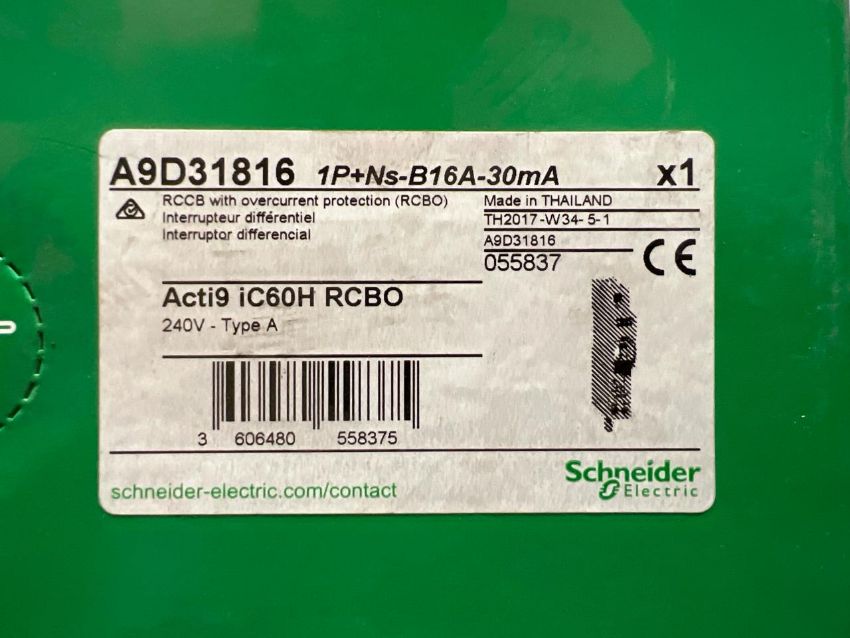 A9D31816 1P+Ns-B16A-30mA x1
RCCB with overcurrent protection (RCBO)
Interrupteur différentiel
Interruptor differencial
Made in THAILAND
TH2017-W34-5-1
A9D31816
055837
CE
Acti9 iC60H RCBO
240V - Type A
3 606480 558375
schneider-electric.com/contact
Schneider
Electric